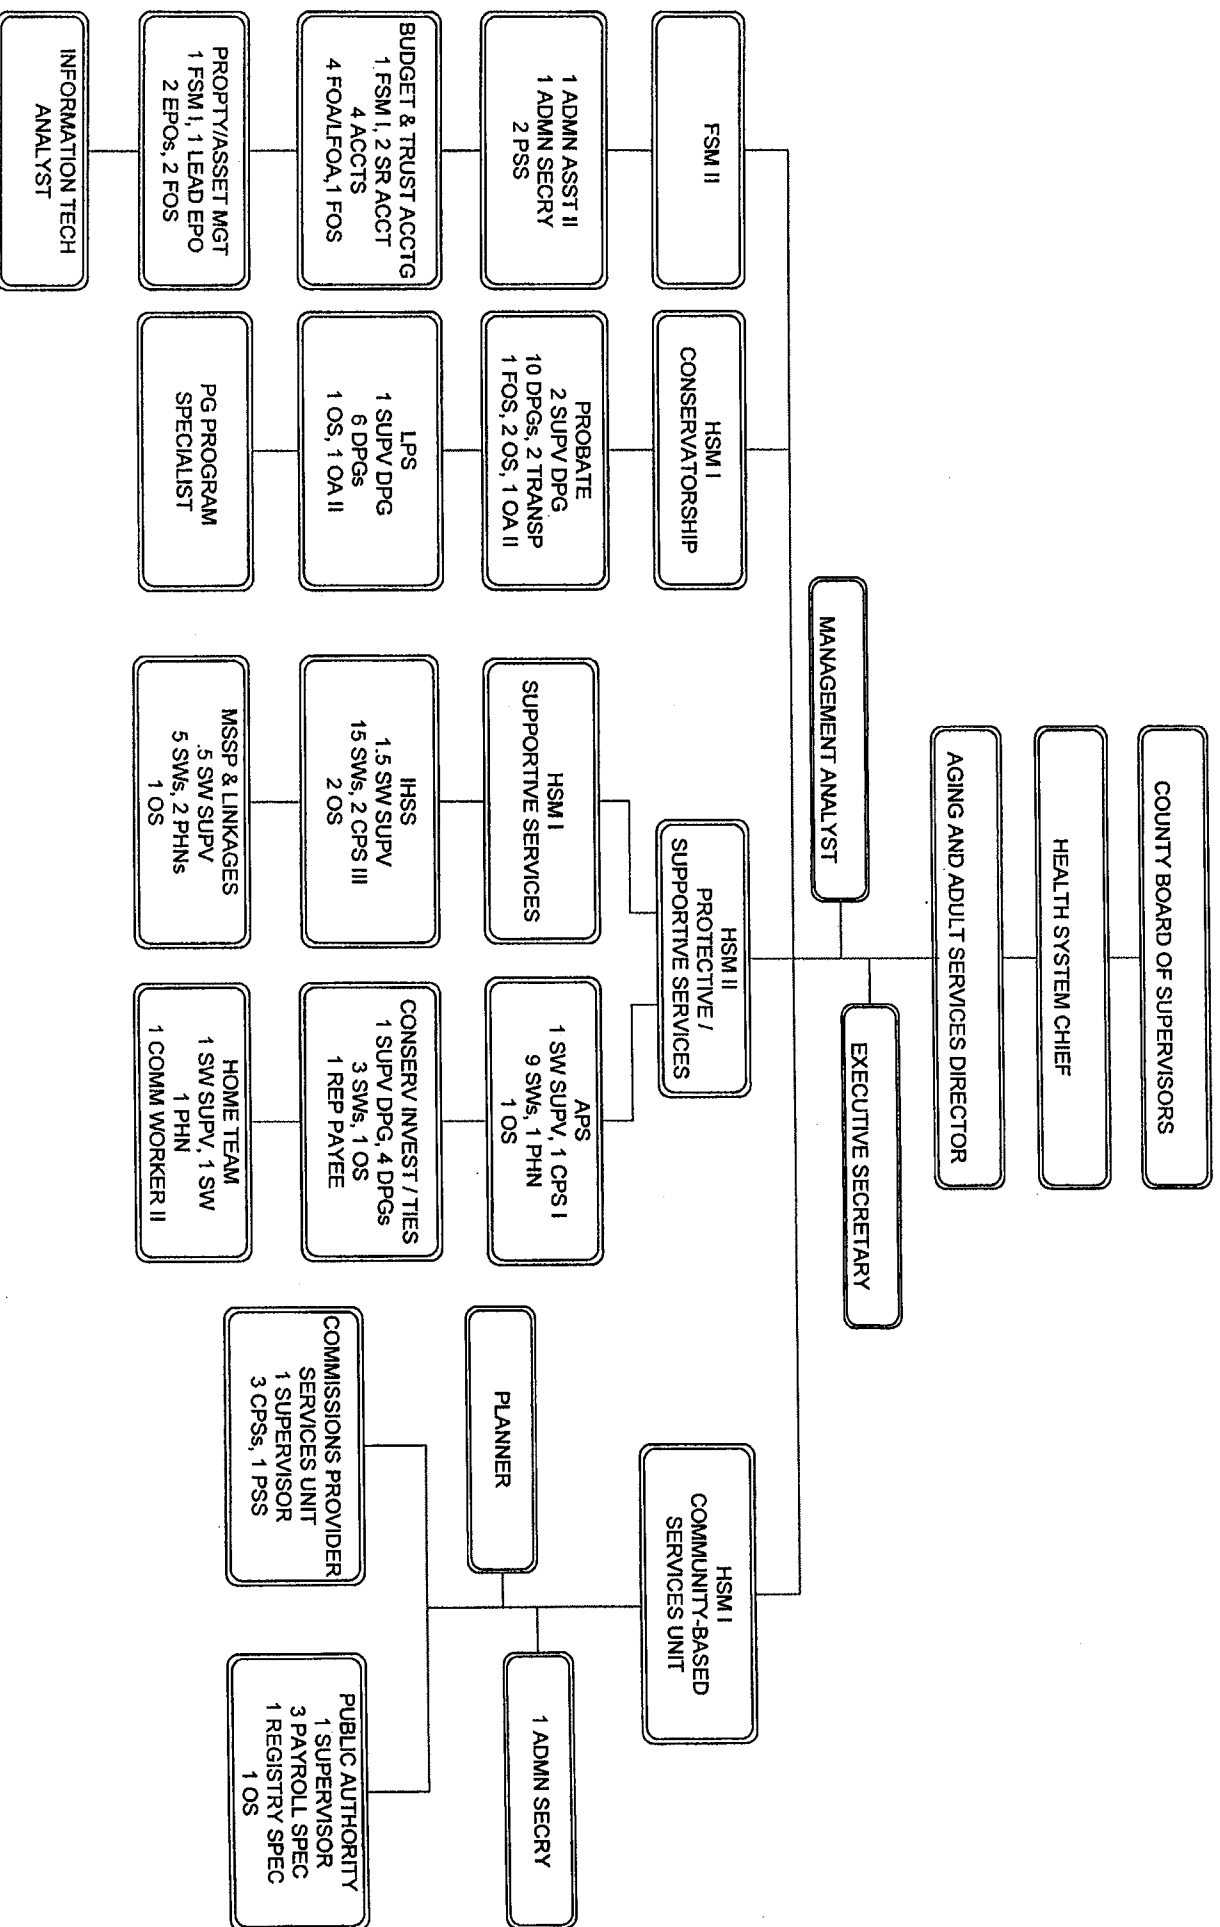 COUNTY BOARD OF SUPERVISORS
HEALTH SYSTEM CHIEF
AGING AND ADULT SERVICES DIRECTOR
EXECUTIVE SECRETARY
MANAGEMENT ANALYST
FSM II
1 ADMN ASST II
1 ADMN SECRY
2 PSS
BUDGET & TRUST ACCTG
1 FSM I, 2 SR ACCT
4 ACCTS
4 FOA/LFOA,1 FOS
PROPTY/ASSET MGT
1 FSM I, 1 LEAD EPO
2 EPOs, 2 FOS
INFORMATION TECH
ANALYST
HSM I
CONSERVATORSHIP
PROBATE
2 SUPV DPG
10 DPGs, 2 TRANSP
1 FOS, 2 OS, 1 OA II
LPS
1 SUPV DPG
6 DPGs
1 OS, 1 OA II
PG PROGRAM
SPECIALIST
HSM II
PROTECTIVE /
SUPPORTIVE SERVICES
HSM I
SUPPORTIVE SERVICES
IHSS
1.5 SW SUPV
15 SWs, 2 CPS III
2 OS
MSSP & LINKAGES
.5 SW SUPV
5 SWs, 2 PHNs
1 OS
APS
1 SW SUPV, 1 CPS I
9 SWs, 1 PHN
1 OS
CONSERV INVEST / TIES
1 SUPV DPG, 4 DPGs
3 SWs, 1 OS
1 REP PAYEE
HOME TEAM
1 SW SUPV, 1 SW
1 PHN
1 COMM WORKER II
HSM I
COMMUNITY-BASED
SERVICES UNIT
PLANNER
1 ADMN SECRY
COMMISSIONS PROVIDER
SERVICES UNIT
1 SUPERVISOR
3 CPSs, 1 PSS
PUBLIC AUTHORITY
1 SUPERVISOR
3 PAYROLL SPEC
1 REGISTRY SPEC
1 OS